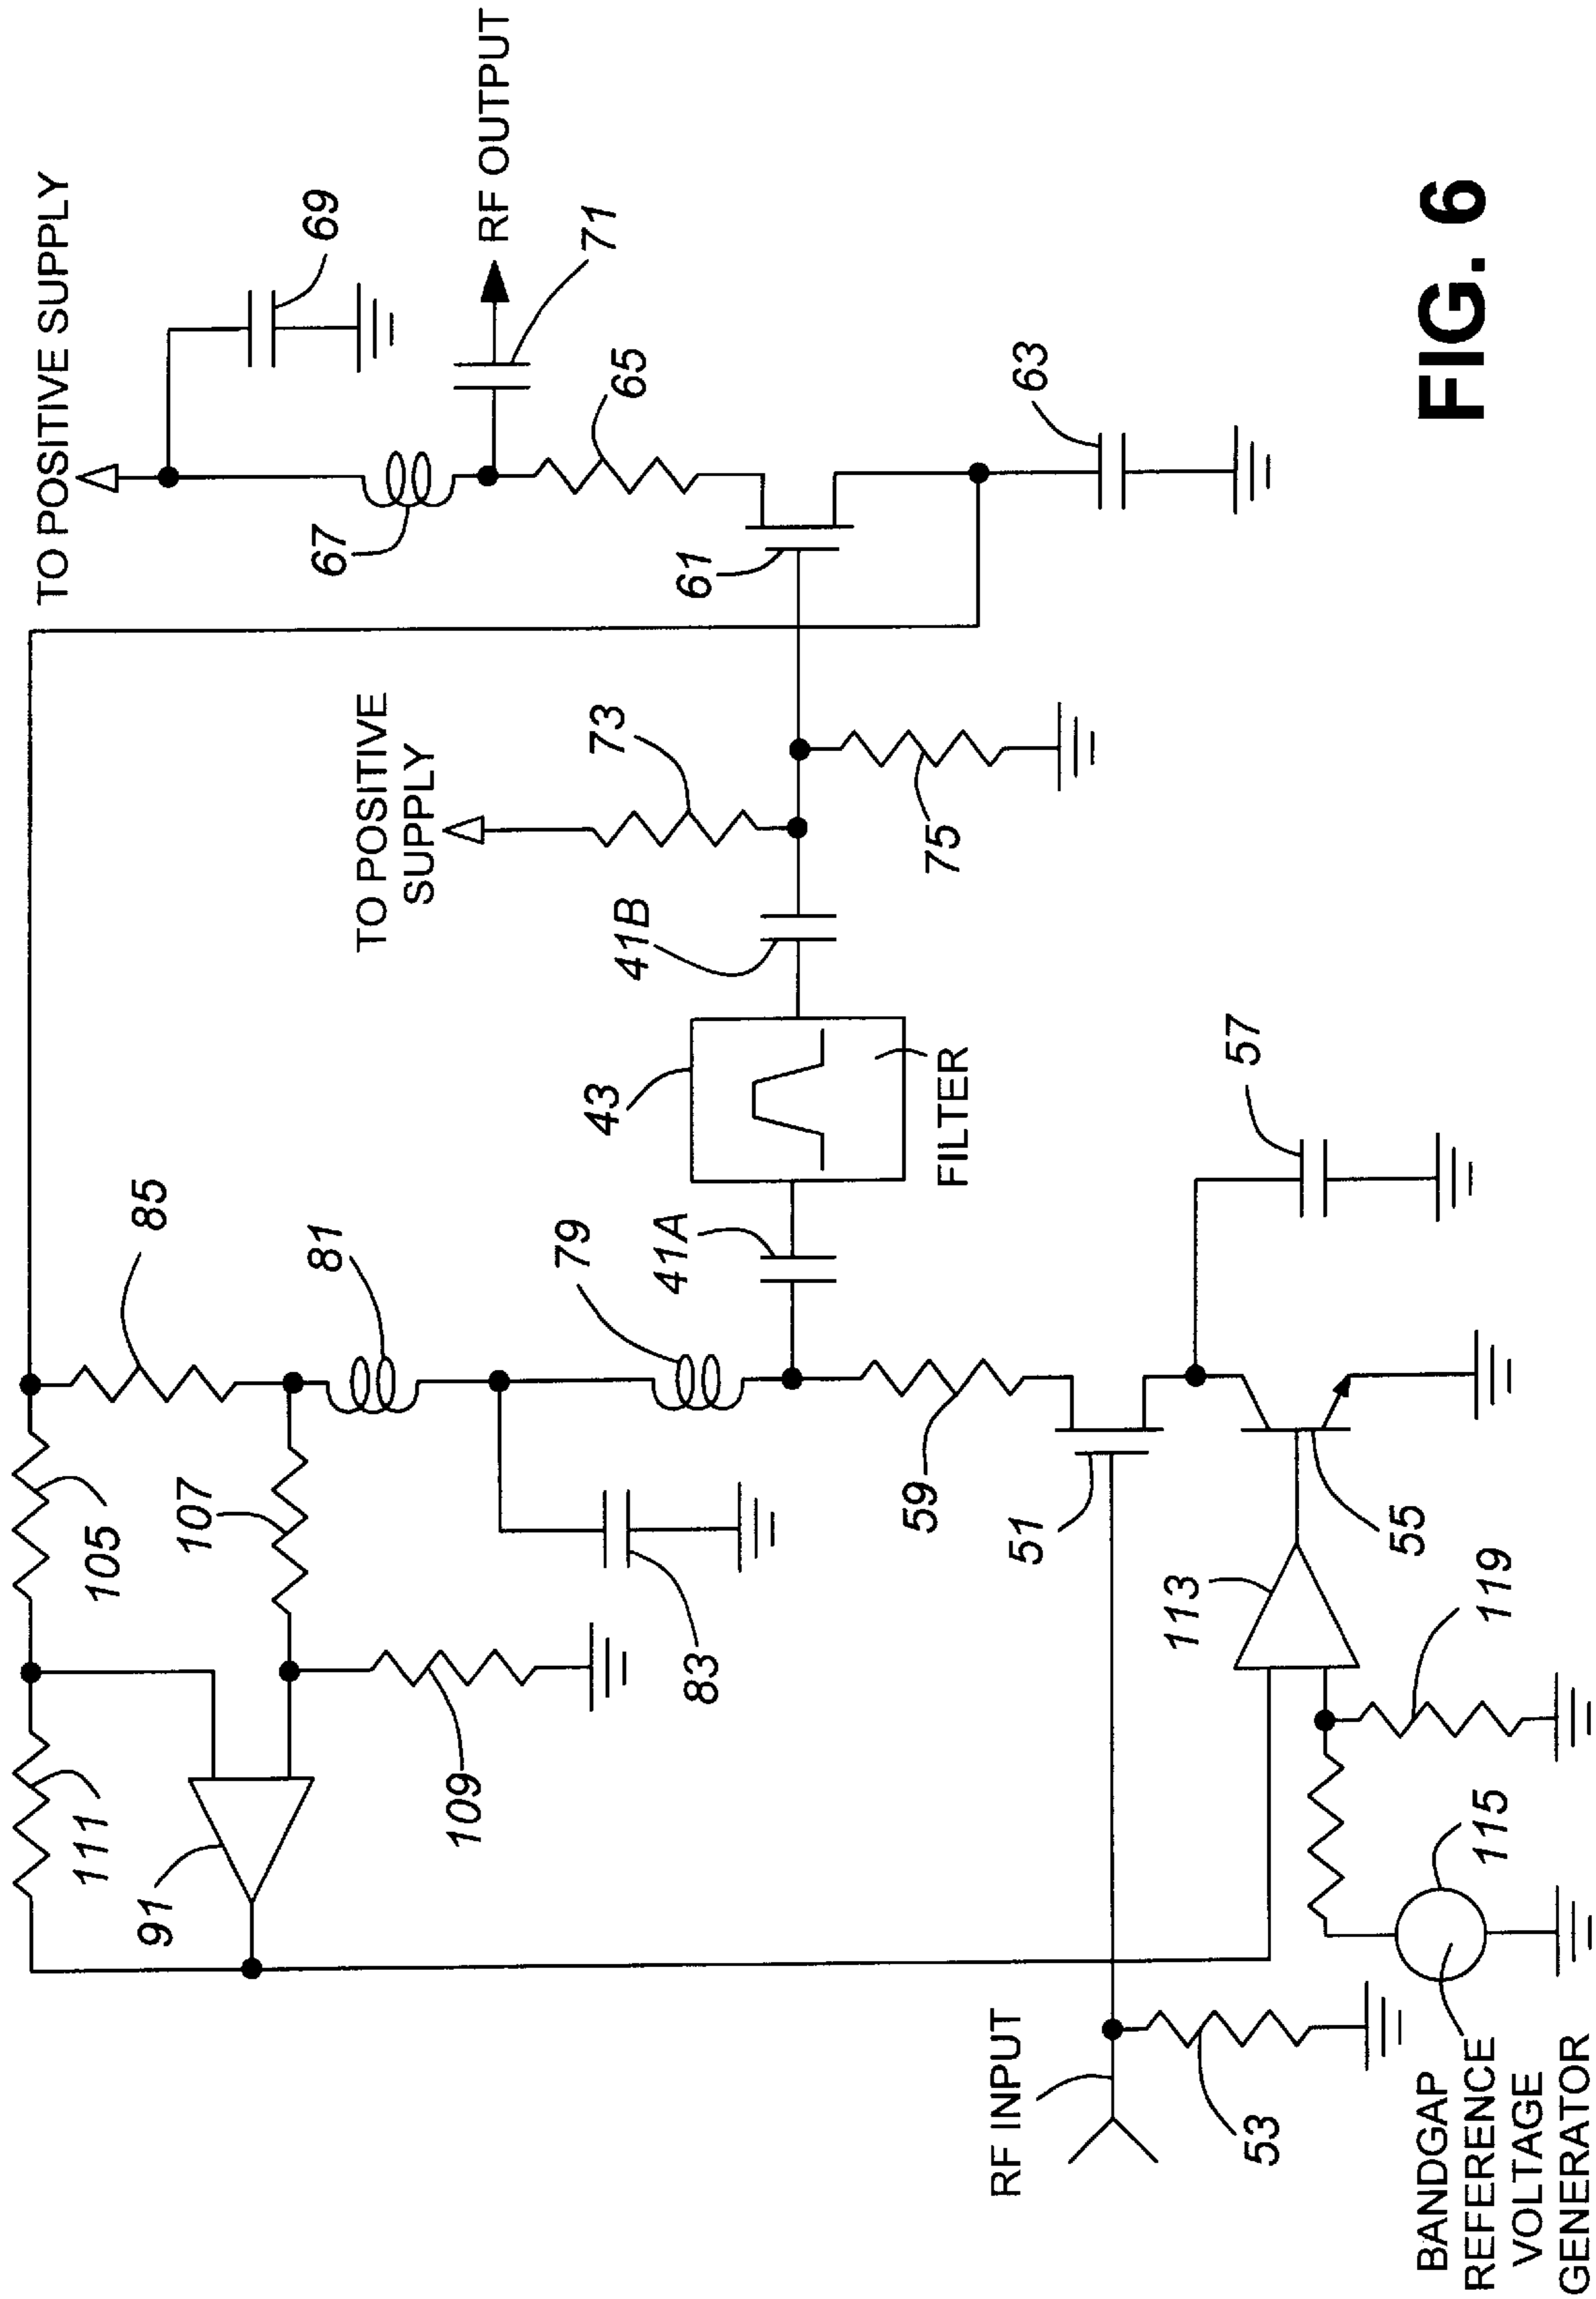 TO POSITIVE SUPPLY
69
RF OUTPUT
71
67
65
61
63
TO POSITIVE
SUPPLY
73
75
41B
43
FILTER
41A
85
81
79
57
105
107
83
59
51
55
111
91
109
113
119
115
RF INPUT
53
BANDGAP
REFERENCE
VOLTAGE
GENERATOR
FIG. 6